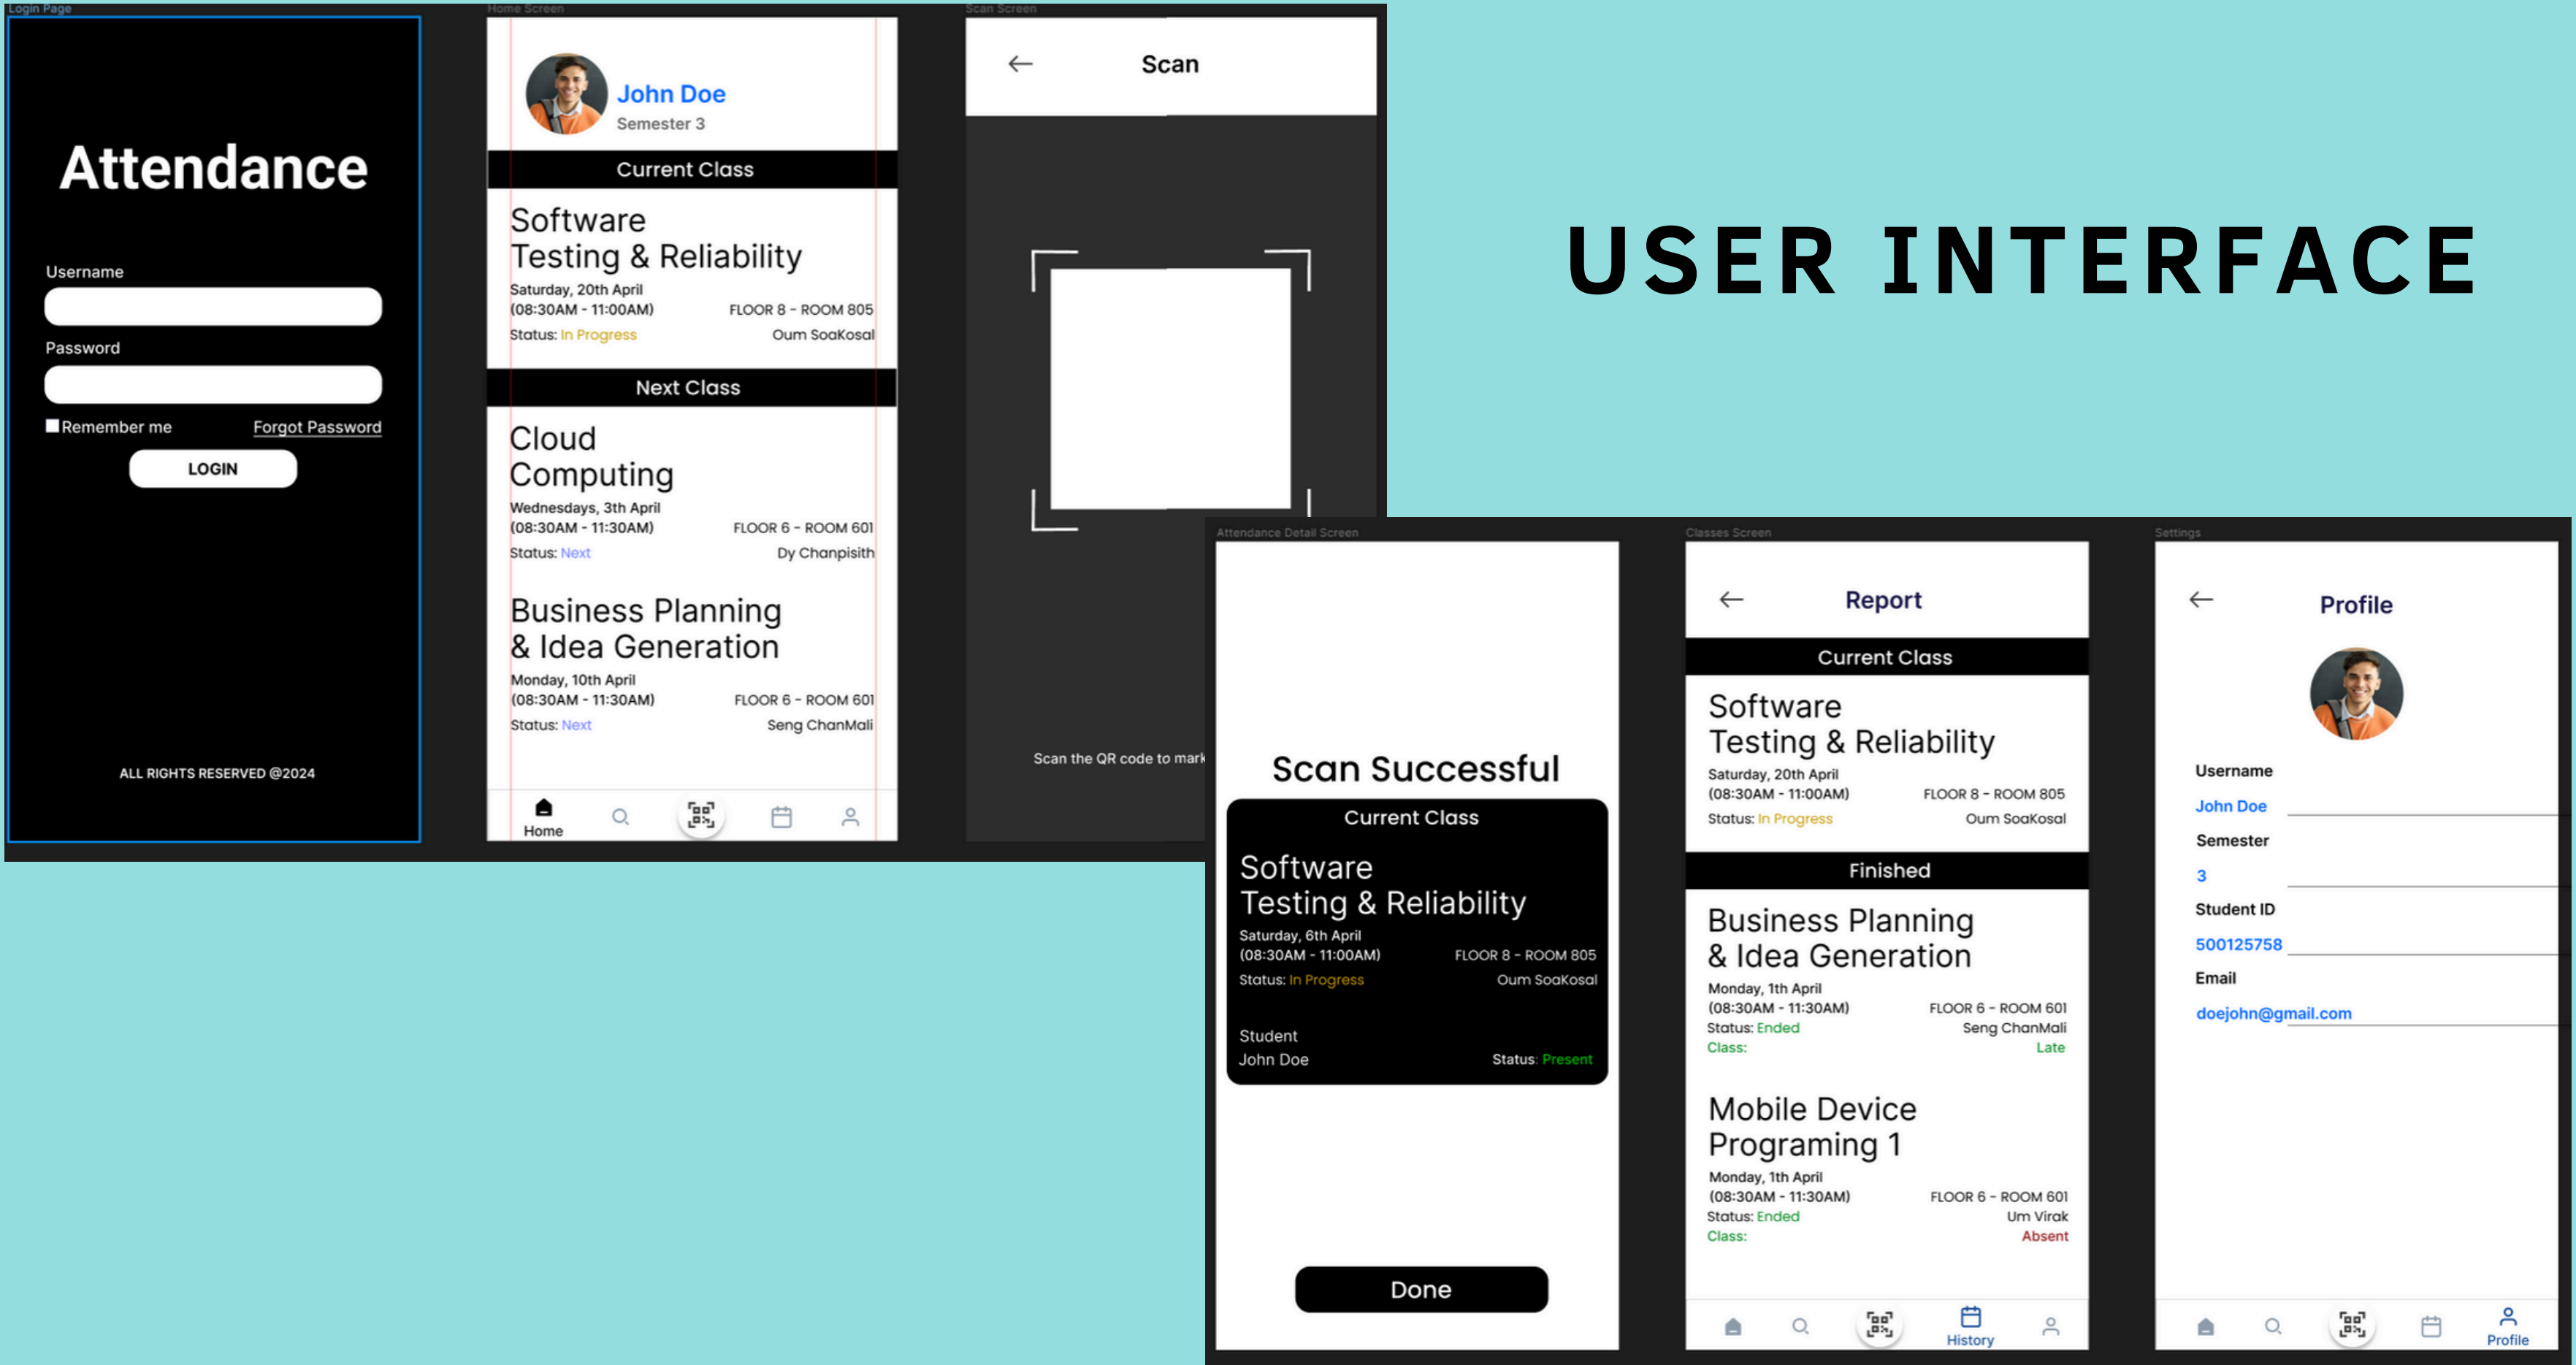 Login Page
Attendance
Username
Password
Remember me
Forgot Password
LOGIN
ALL RIGHTS RESERVED @2024
Home Screen
John Doe
Semester 3
Current Class
Software
Testing & Reliability
Saturday, 20th April
(08:30AM - 11:00AM)
FLOOR 8 - ROOM 805
Status: In Progress
Oum SoaKosal
Next Class
Cloud
Computing
Wednesdays, 3th April
(08:30AM - 11:30AM)
FLOOR 6 - ROOM 601
Status: Next
Dy Chanpisith
Business Planning
& Idea Generation
Monday, 10th April
(08:30AM - 11:30AM)
FLOOR 6 - ROOM 601
Status: Next
Seng ChanMali
Home
Scan Screen
Scan
Scan the QR code to mark
USER INTERFACE
Attendance Detail Screen
Scan Successful
Current Class
Software
Testing & Reliability
Saturday, 6th April
(08:30AM - 11:00AM)
FLOOR 8 - ROOM 805
Status: In Progress
Oum SoaKosal
Student
John Doe
Status: Present
Done
Classes Screen
Report
Current Class
Software
Testing & Reliability
Saturday, 20th April
(08:30AM - 11:00AM)
FLOOR 8 - ROOM 805
Status: In Progress
Oum SoaKosal
Finished
Business Planning
& Idea Generation
Monday, 1th April
(08:30AM - 11:30AM)
FLOOR 6 - ROOM 601
Status: Ended
Seng ChanMali
Class:
Late
Mobile Device
Programing 1
Monday, 1th April
(08:30AM - 11:30AM)
FLOOR 6 - ROOM 601
Status: Ended
Um Virak
Class:
Absent
History
Settings
Profile
Username
John Doe
Semester
3
Student ID
500125758
Email
doejohn@gmail.com
Profile